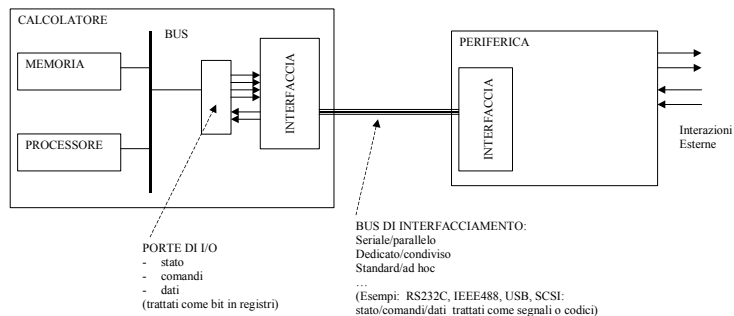 CALCOLATORE
BUS
MEMORIA
PROCESSORE
INTERFACCIA
PERIFERICA
INTERFACCIA
Interazioni
Esterne
PORTE DI I/O
- stato
- comandi
- dati
(trattati come bit in registri)
BUS DI INTERFACCIAMENTO:
Seriale/parallelo
Dedicato/condiviso
Standard/ad hoc
…
(Esempi: RS232C, IEEE488, USB, SCSI:
stato/comandi/dati trattati come segnali o codici)